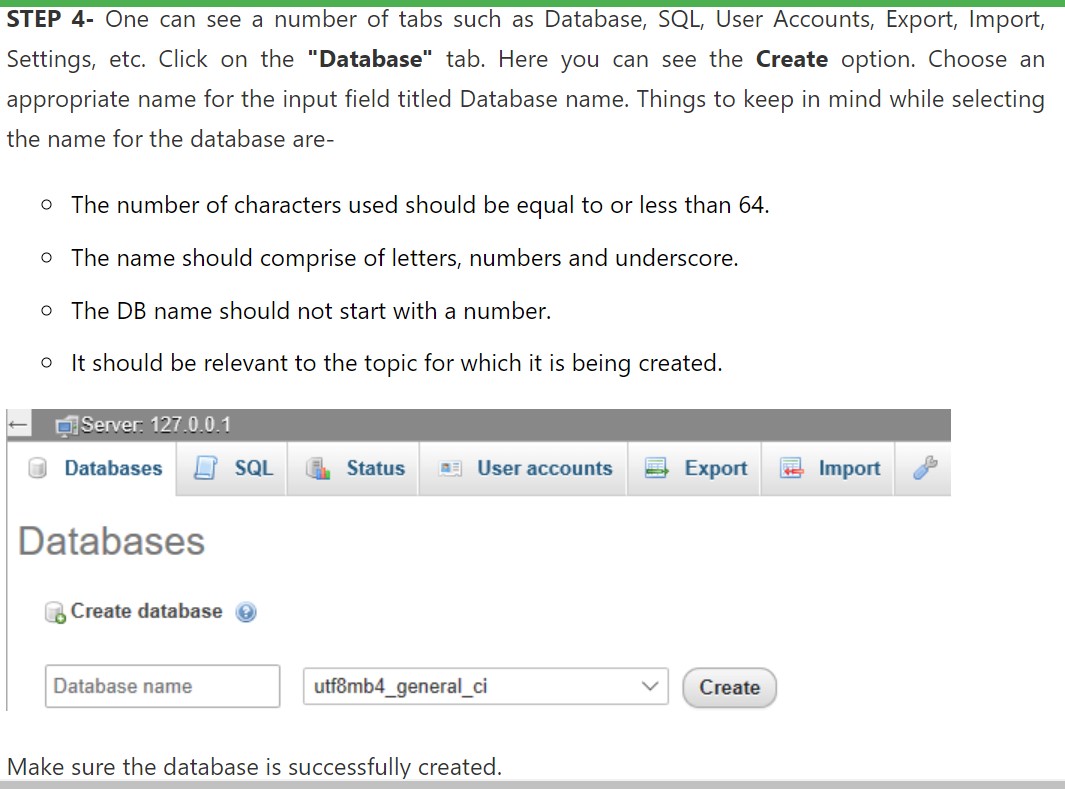 STEP 4- One can see a number of tabs such as Database, SQL, User Accounts, Export, Import,
Settings, etc. Click on the "Database" tab. Here you can see the Create option. Choose an
appropriate name for the input field titled Database name. Things to keep in mind while selecting
the name for the database are-
The number of characters used should be equal to or less than 64.
The name should comprise of letters, numbers and underscore.
The DB name should not start with a number.
It should be relevant to the topic for which it is being created.
Server: 127.0.0.1
Databases SQL Status User accounts Export Import
Databases
Create database
Database name utf8mb4_general_ci Create
Make sure the database is successfully created.